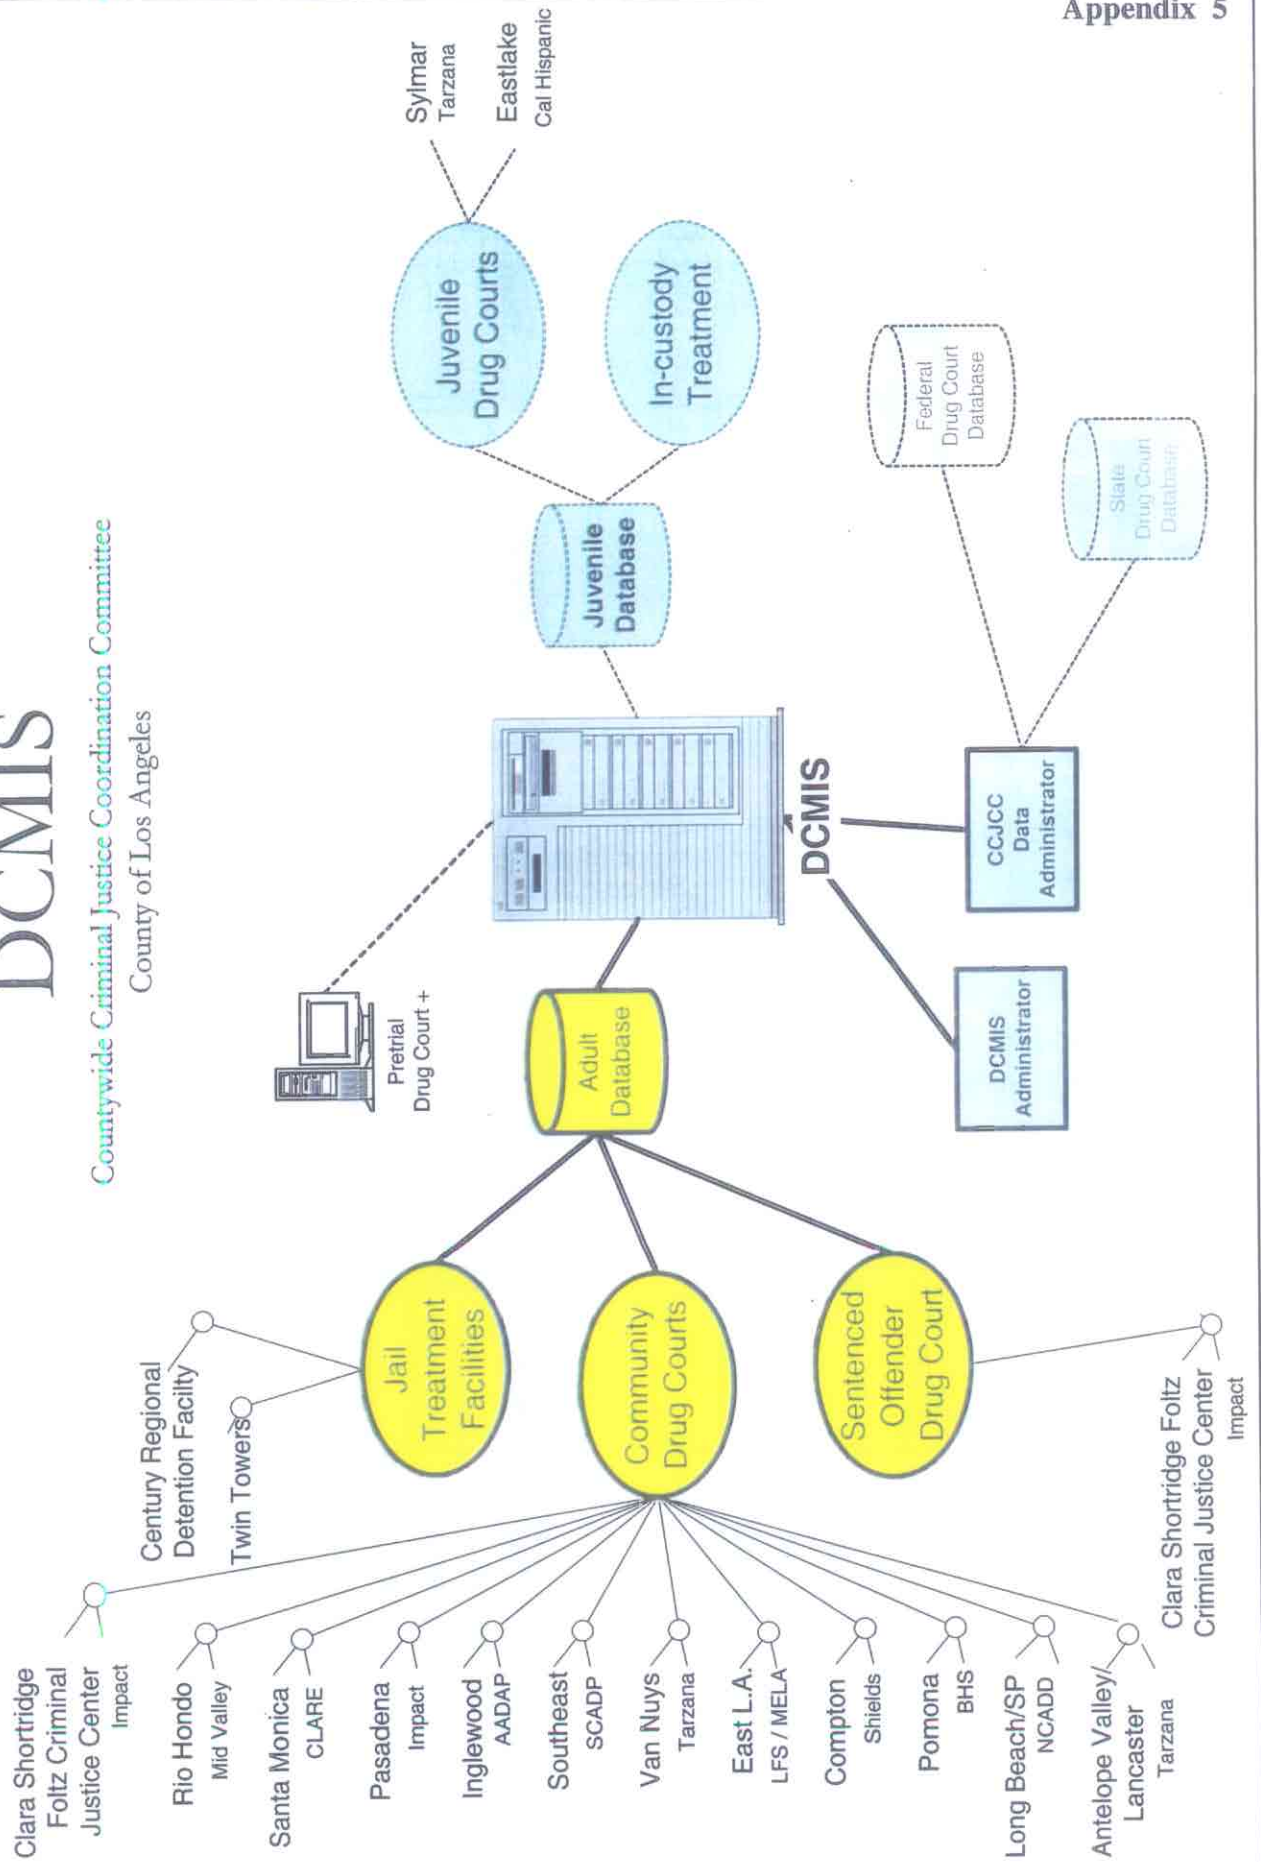 Appendix 5
DCMIS
Countywide Criminal Justice Coordination Committee
County of Los Angeles
Clara Shortridge
Foltz Criminal
Justice Center
Impact
Rio Hondo
Mid Valley
Santa Monica
CLARE
Pasadena
Impact
Inglewood
AADAP
Southeast
SCADP
Van Nuys
Tarzana
East L.A.
LFS / MELA
Compton
Shields
Pomona
BHS
Long Beach/SP
NCADD
Antelope Valley/
Lancaster
Tarzana
Century Regional
Detention Facilty
Twin Towers
Clara Shortridge Foltz
Criminal Justice Center
Impact
Jail
Treatment
Facilities
Community
Drug Courts
Sentenced
Offender
Drug Court
Pretrial
Drug Court +
Adult
Database
DCMIS
DCMIS
Administrator
CCJCC
Data
Administrator
Juvenile
Database
Juvenile
Drug Courts
In-custody
Treatment
Sylmar
Tarzana
Eastlake
Cal Hispanic
Federal
Drug Court
Database
State
Drug Court
Database